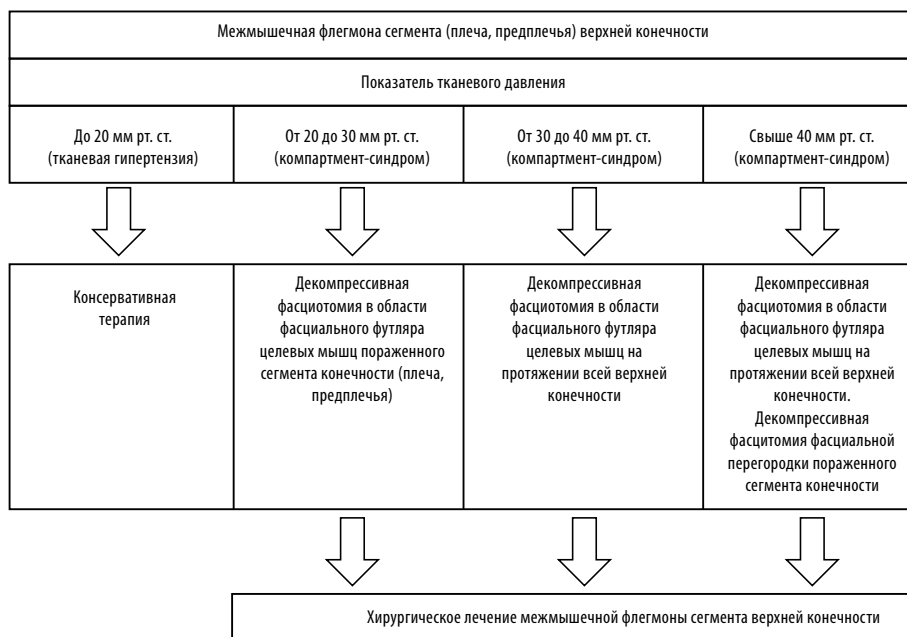 Межмышечная флегмона сегмента (плеча, предплечья) верхней конечности
Показатель тканевого давления
До 20 мм рт. ст.
(тканевая гипертензия)
От 20 до 30 мм рт. ст.
(компартмент-синдром)
От 30 до 40 мм рт. ст.
(компартмент-синдром)
Свыше 40 мм рт. ст.
(компартмент-синдром)
Консервативная
терапия
Декомпрессивная
фасциотомия в области
фасциального футляра
целевых мышц пораженного
сегмента конечности (плеча,
предплечья)
Декомпрессивная
фасциотомия в области
фасциального футляра
целевых мышц на
протяжении всей верхней
конечности
Декомпрессивная
фасциотомия в области
фасциального футляра
целевых мышц на
протяжении всей верхней
конечности.
Декомпрессивная
фасцитомия фасциальной
перегородки пораженного
сегмента конечности
Хирургическое лечение межмышечной флегмоны сегмента верхней конечности